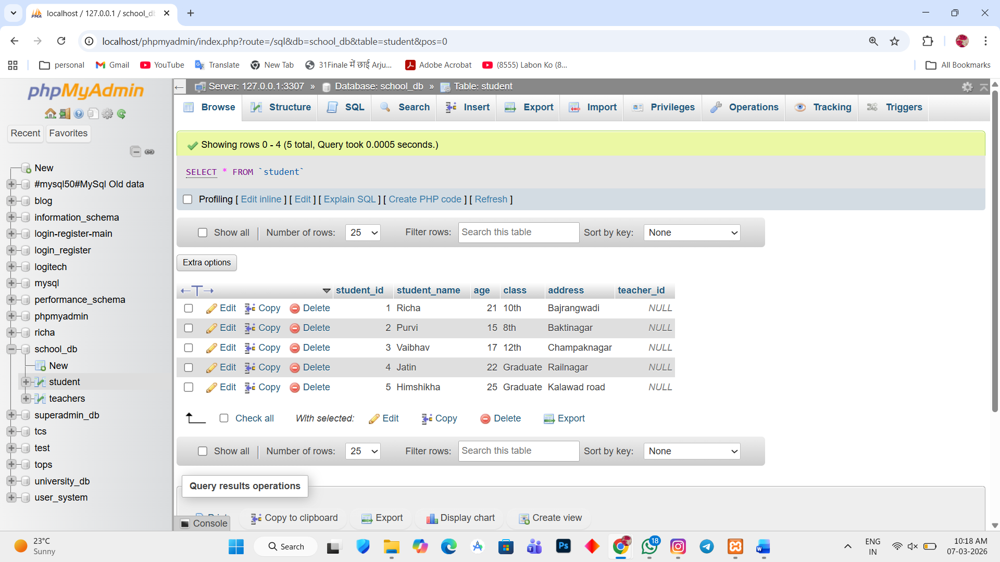 localhost / 127.0.0.1 / school_db
localhost/phpmyadmin/index.php?route=/sql&db=school_db&table=student&pos=0
personal Gmail YouTube Translate New Tab 31Finale में छाई Arju... Adobe Acrobat (8555) Labon Ko (8... All Bookmarks
phpMyAdmin
Recent Favorites
New
#mysql50#MySql Old data
blog
information_schema
login-register-main
login_register
logitech
mysql
performance_schema
phpmyadmin
richa
school_db
New
student
teachers
superadmin_db
tcs
test
tops
university_db
user_system
Server: 127.0.0.1:3307 » Database: school_db » Table: student
Browse Structure SQL Search Insert Export Import Privileges Operations Tracking Triggers
Showing rows 0 - 4 (5 total, Query took 0.0005 seconds.)
SELECT * FROM `student`
Profiling [ Edit inline ] [ Edit ] [ Explain SQL ] [ Create PHP code ] [ Refresh ]
Show all Number of rows: 25 Filter rows: Search this table Sort by key: None
Extra options
student_id student_name age class address teacher_id
Edit Copy Delete 1 Richa 21 10th Bajrangwadi NULL
Edit Copy Delete 2 Purvi 15 8th Baktinagar NULL
Edit Copy Delete 3 Vaibhav 17 12th Champaknagar NULL
Edit Copy Delete 4 Jatin 22 Graduate Railnagar NULL
Edit Copy Delete 5 Himshikha 25 Graduate Kalawad road NULL
Check all With selected: Edit Copy Delete Export
Show all Number of rows: 25 Filter rows: Search this table Sort by key: None
Query results operations
Print Copy to clipboard Export Display chart Create view
Console
23°C
Sunny
Search
Ps
18
ENG
IN
10:18 AM
07-03-2026